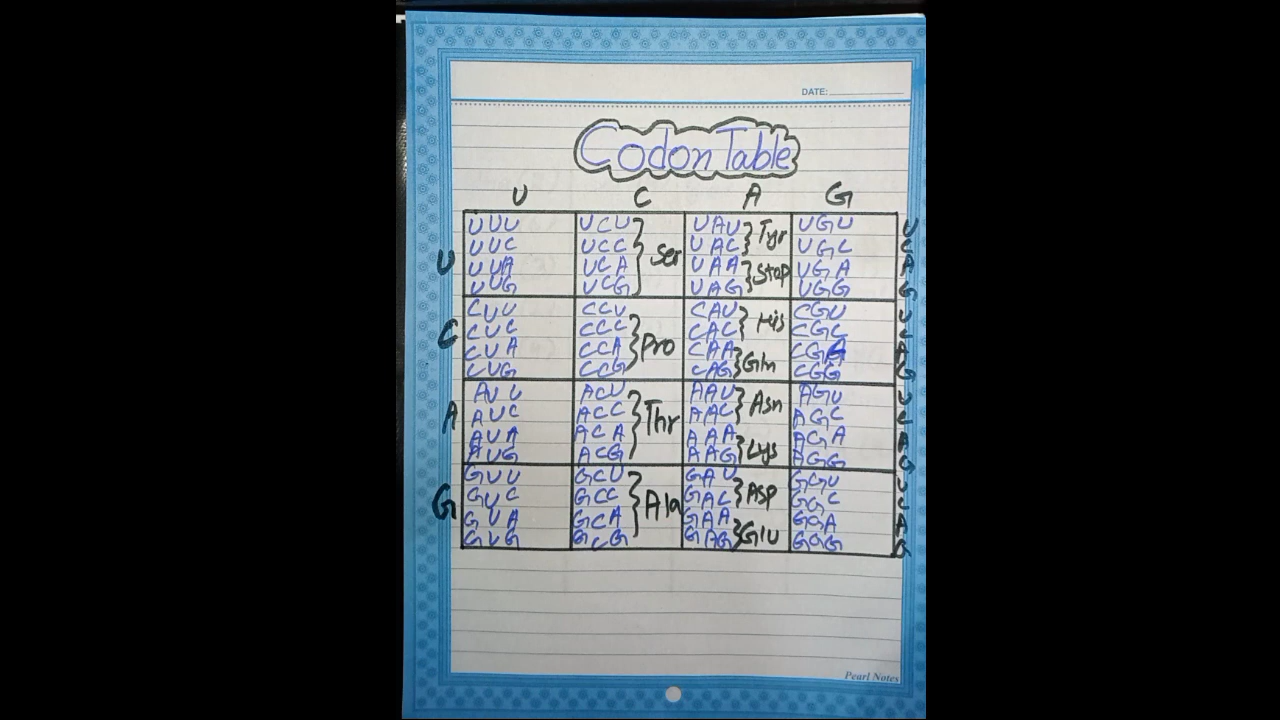 DATE:
Codon Table
U C A G
UUU UCU UAU UGU U
UUC UCC Ser UAC Tyr UGC C
U UUA UCA UAA UGA A
UUG UCG UAG Stop UGG G
CUU CCU CAU CGU U
C CUC CCC CAC His CGC C
CUA CCA Pro CAA CGA A
CUG CCG CAG Gln CGG G
AUU ACU AAU AGU U
A AUC ACC Thr AAC Asn AGC C
AUA ACA AAA AGA A
AUG ACG AAG Lys AGG G
GUU GCU GAU GGU U
G GUC GCC Ala GAC Asp GGC C
GUA GCA GAA GGA A
GUG GCG GAG Glu GGG G
Pearl Notes